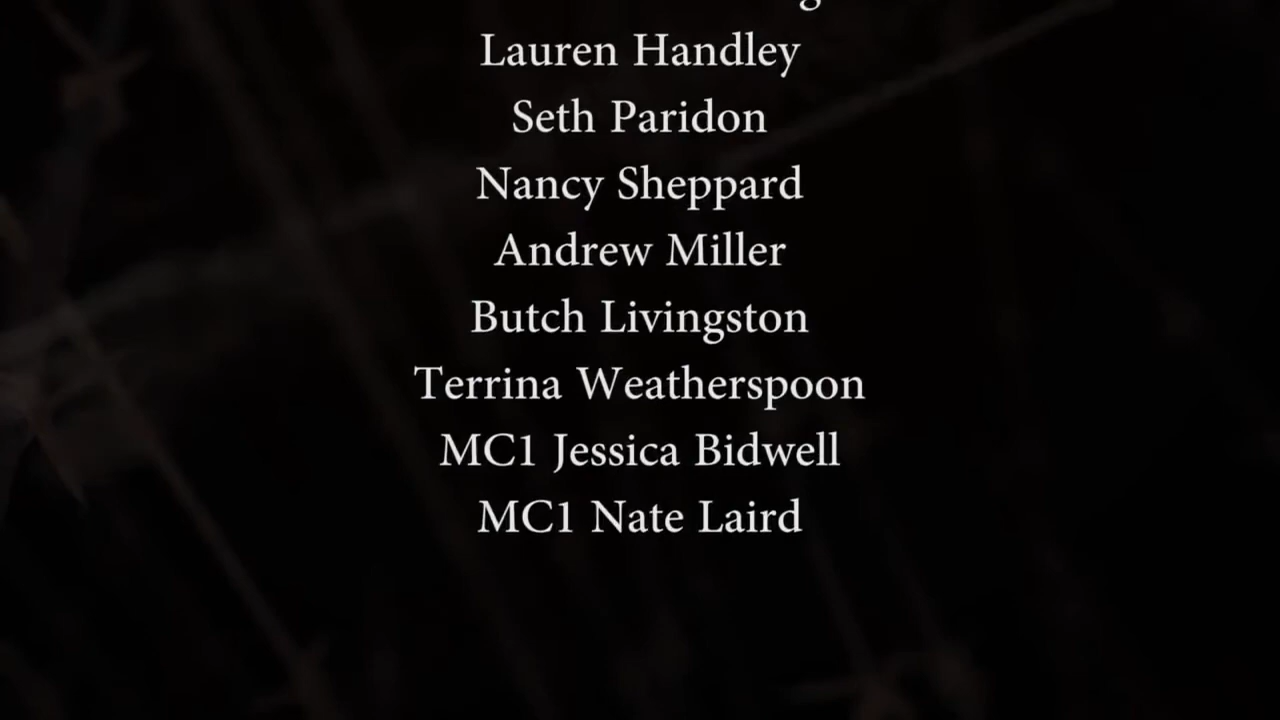 Lauren Handley
Seth Paridon
Nancy Sheppard
Andrew Miller
Butch Livingston
Terrina Weatherspoon
MC1 Jessica Bidwell
MC1 Nate Laird